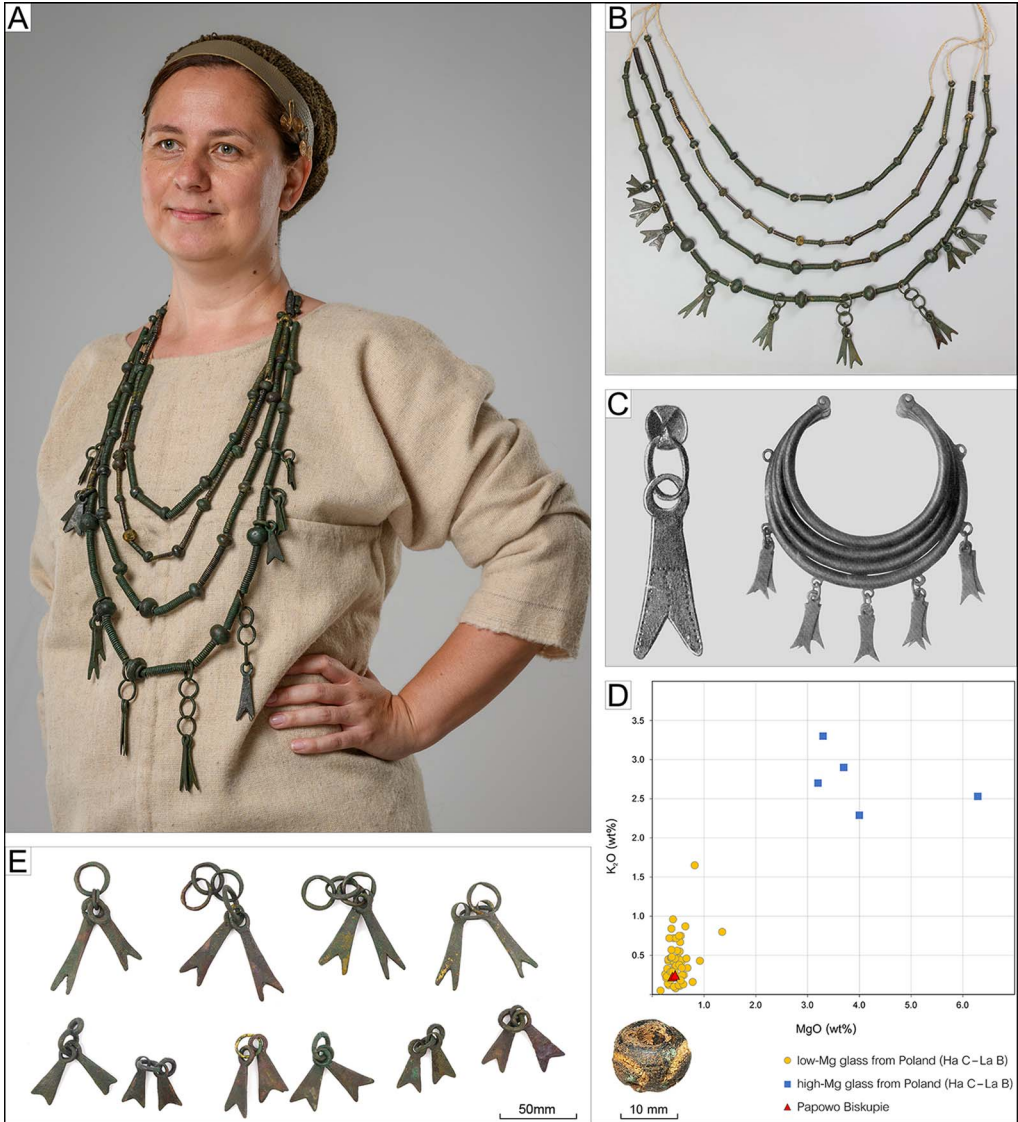 A
B
C
D
3.5
3.0
2.5
2.0
1.5
1.0
0.5
K₂O (wt%)
1.0 2.0 3.0 4.0 5.0 6.0
MgO (wt%)
low-Mg glass from Poland (Ha C–La B)
high-Mg glass from Poland (Ha C–La B)
Papowo Biskupie
10 mm
E
50mm